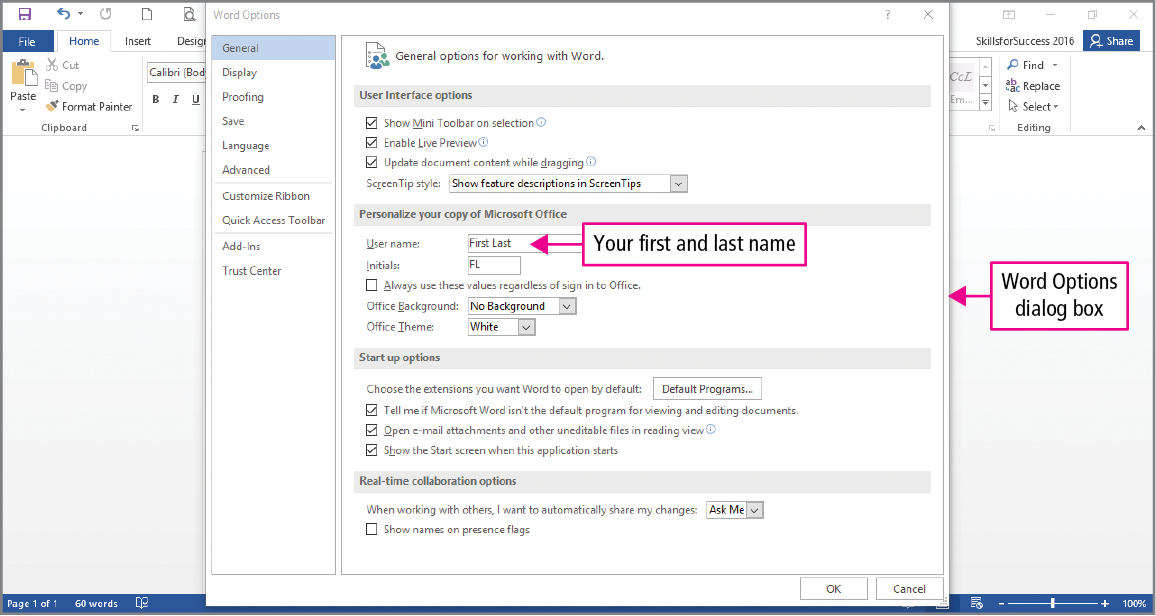 Word Options
?
File
Home
Insert
Desig
SkillsforSuccess 2016
Share
Paste
Cut
Copy
Format Painter
Clipboard
Calibri (Body
B I U
CcL
Em...
Find
Replace
Select
Editing
General
Display
Proofing
Save
Language
Advanced
Customize Ribbon
Quick Access Toolbar
Add-Ins
Trust Center
General options for working with Word.
User Interface options
Show Mini Toolbar on selection
Enable Live Preview
Update document content while dragging
ScreenTip style: Show feature descriptions in ScreenTips
Personalize your copy of Microsoft Office
User name: First Last
Your first and last name
Initials: FL
Always use these values regardless of sign in to Office.
Office Background: No Background
Office Theme: White
Word Options
dialog box
Start up options
Choose the extensions you want Word to open by default: Default Programs...
Tell me if Microsoft Word isn't the default program for viewing and editing documents.
Open e-mail attachments and other uneditable files in reading view
Show the Start screen when this application starts
Real-time collaboration options
When working with others, I want to automatically share my changes: Ask Me
Show names on presence flags
OK
Cancel
Page 1 of 1 60 words
100%